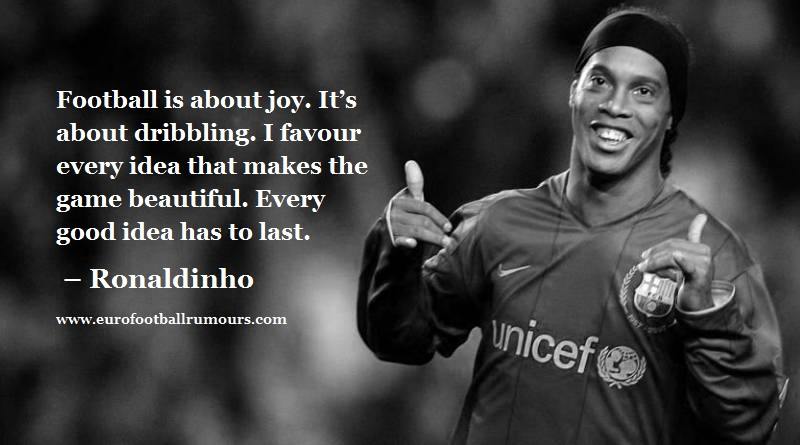 Football is about joy. It’s
about dribbling. I favour
every idea that makes the
game beautiful. Every
good idea has to last.
– Ronaldinho
www.eurofootballrumours.com
unicef